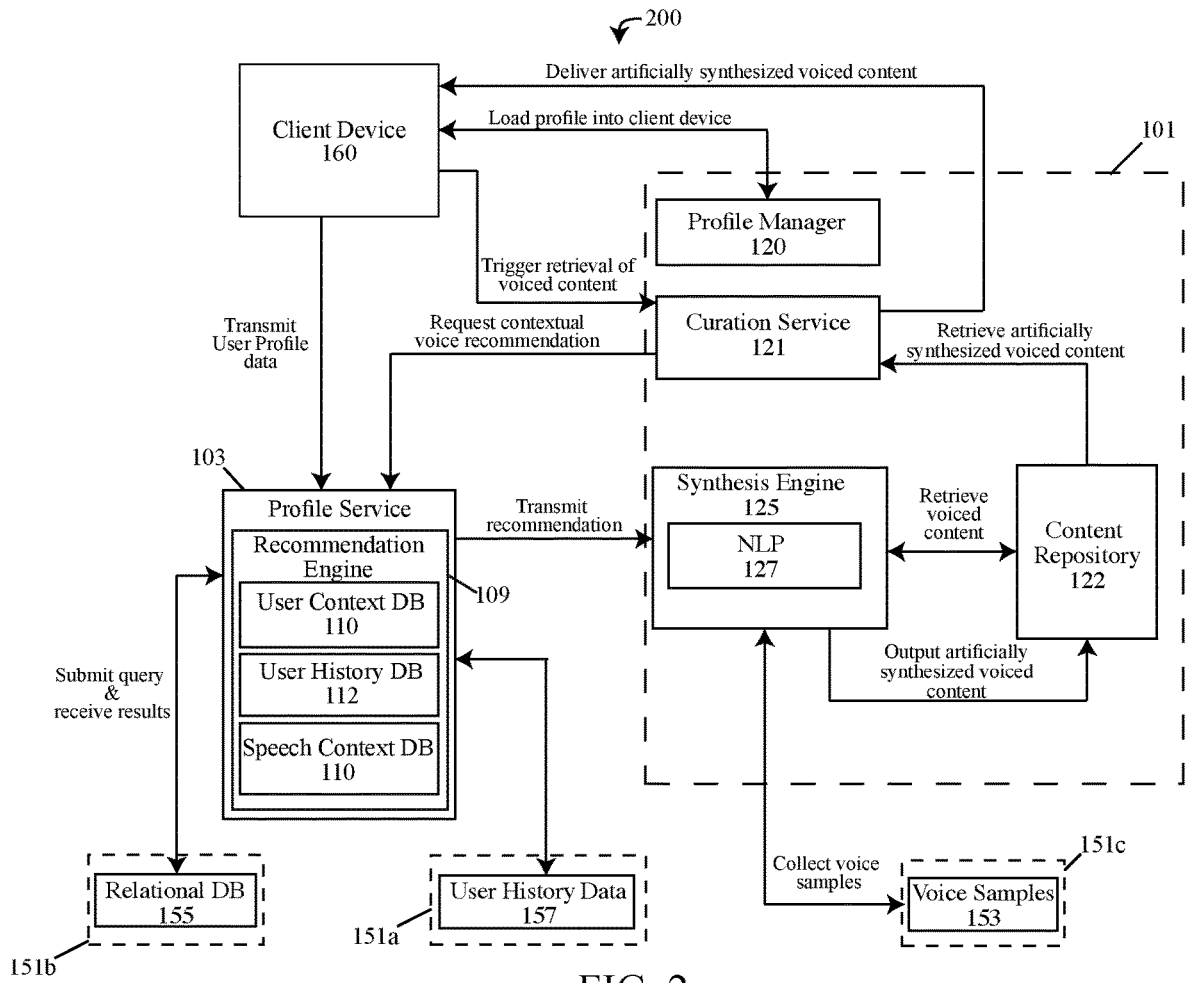 200
Deliver artificially synthesized voiced content
Load profile into client device
Client Device
160
101
Profile Manager
120
Trigger retrieval of
voiced content
Curation Service
121
Request contextual
voice recommendation
Transmit
User Profile
data
Retrieve artificially
synthesized voiced content
103
Profile Service
Recommendation
Engine
109
User Context DB
110
User History DB
112
Speech Context DB
110
Transmit
recommendation
Synthesis Engine
125
NLP
127
Retrieve
voiced
content
Content
Repository
122
Output artificially
synthesized voiced
content
Submit query
&
receive results
Relational DB
155
151b
User History Data
157
151a
Collect voice
samples
Voice Samples
153
151c
FIG. 2